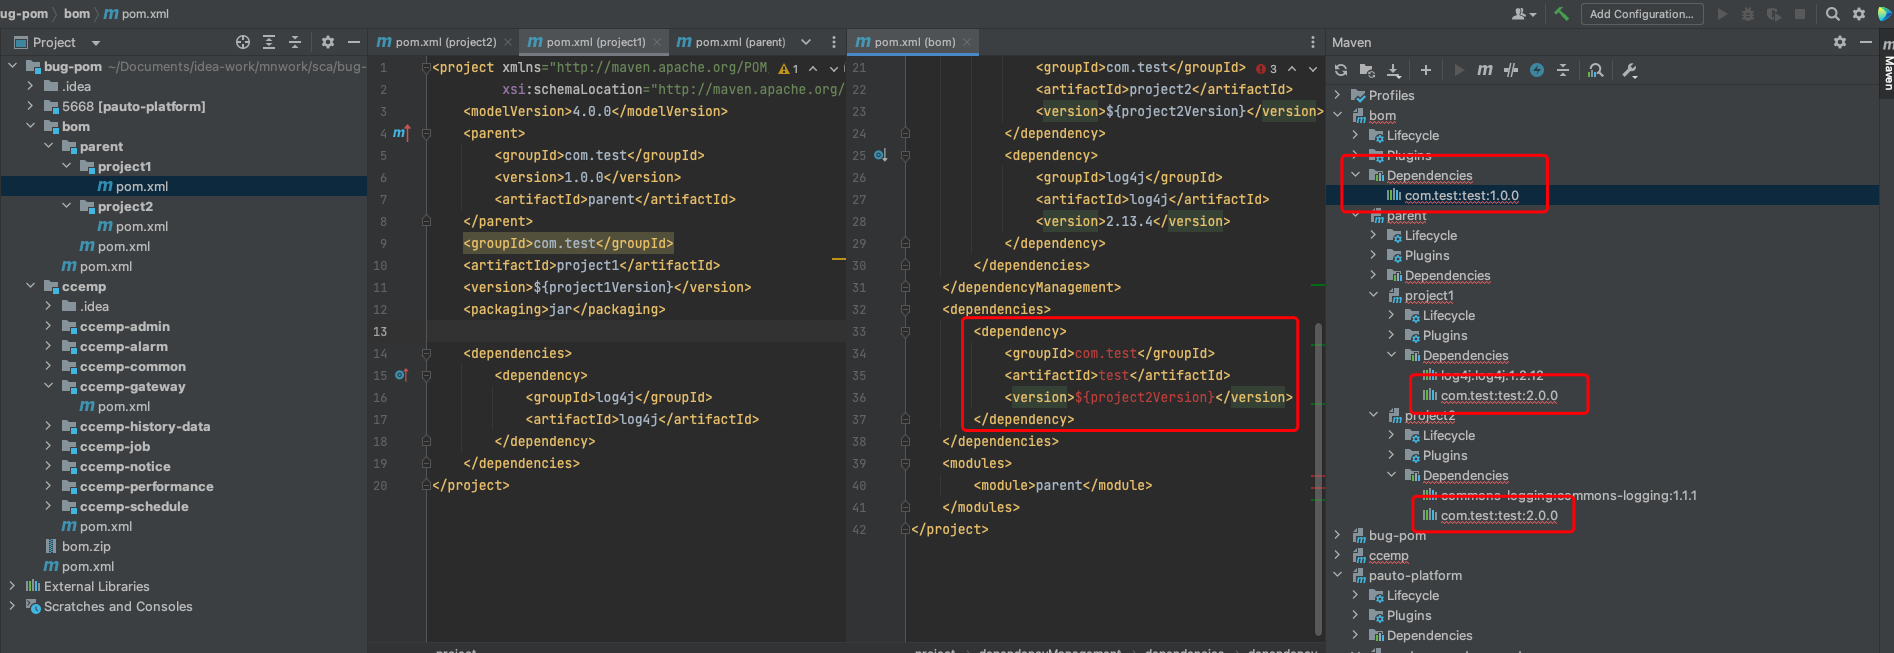 ug-pom bom pom.xml
Add Configuration...
Project
pom.xml (project2)
pom.xml (project1)
pom.xml (parent)
pom.xml (bom)
Maven
bug-pom ~/Documents/idea-work/mnwork/sca/bug-
.idea
5668 [pauto-platform]
bom
parent
project1
pom.xml
project2
pom.xml
pom.xml
pom.xml
ccemp
.idea
ccemp-admin
ccemp-alarm
ccemp-common
ccemp-gateway
pom.xml
ccemp-history-data
ccemp-job
ccemp-notice
ccemp-performance
ccemp-schedule
pom.xml
bom.zip
pom.xml
External Libraries
Scratches and Consoles
1 <project xmlns="http://maven.apache.org/POM 1
2 xsi:schemaLocation="http://maven.apache.org/
3 <modelVersion>4.0.0</modelVersion>
4 <parent>
5 <groupId>com.test</groupId>
6 <version>1.0.0</version>
7 <artifactId>parent</artifactId>
8 </parent>
9 <groupId>com.test</groupId>
10 <artifactId>project1</artifactId>
11 <version>${project1Version}</version>
12 <packaging>jar</packaging>
13
14 <dependencies>
15 <dependency>
16 <groupId>log4j</groupId>
17 <artifactId>log4j</artifactId>
18 </dependency>
19 </dependencies>
20 </project>
project
21 <groupId>com.test</groupId> 3
22 <artifactId>project2</artifactId>
23 <version>${project2Version}</version>
24 </dependency>
25 <dependency>
26 <groupId>log4j</groupId>
27 <artifactId>log4j</artifactId>
28 <version>2.13.4</version>
29 </dependency>
30 </dependencies>
31 </dependencyManagement>
32 <dependencies>
33 <dependency>
34 <groupId>com.test</groupId>
35 <artifactId>test</artifactId>
36 <version>${project2Version}</version>
37 </dependency>
38 </dependencies>
39 <modules>
40 <module>parent</module>
41 </modules>
42 </project>
project dependencyManagement dependencies dependency
Profiles
bom
Lifecycle
Plugins
Dependencies
com.test:test:1.0.0
parent
Lifecycle
Plugins
Dependencies
project1
Lifecycle
Plugins
Dependencies
log4j:log4j:1.2.12
com.test:test:2.0.0
project2
Lifecycle
Plugins
Dependencies
commons-logging:commons-logging:1.1.1
com.test:test:2.0.0
bug-pom
ccemp
pauto-platform
Lifecycle
Plugins
Dependencies
Maven